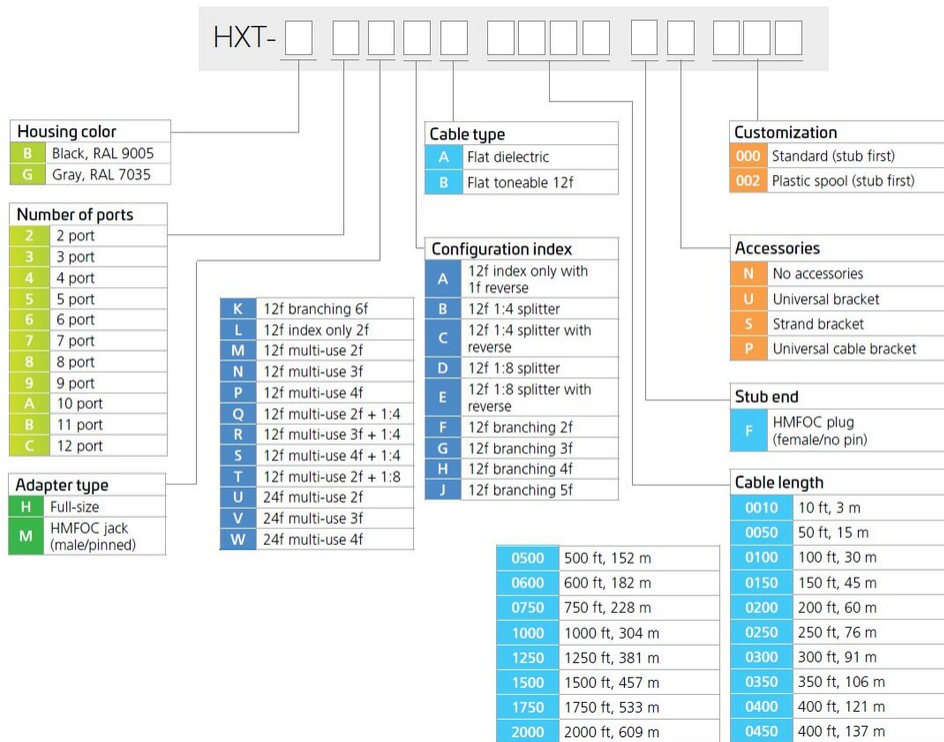 HXT-
Housing color
B Black, RAL 9005
G Gray, RAL 7035
Number of ports
2 2 port
3 3 port
4 4 port
5 5 port
6 6 port
7 7 port
8 8 port
9 9 port
A 10 port
B 11 port
C 12 port
Adapter type
H Full-size
M HMFOC jack
(male/pinned)
K 12f branching 6f
L 12f index only 2f
M 12f multi-use 2f
N 12f multi-use 3f
P 12f multi-use 4f
Q 12f multi-use 2f + 1:4
R 12f multi-use 3f + 1:4
S 12f multi-use 4f + 1:4
T 12f multi-use 2f + 1:8
U 24f multi-use 2f
V 24f multi-use 3f
W 24f multi-use 4f
Cable type
A Flat dielectric
B Flat toneable 12f
Configuration index
A 12f index only with
1f reverse
B 12f 1:4 splitter
C 12f 1:4 splitter with
reverse
D 12f 1:8 splitter
E 12f 1:8 splitter with
reverse
F 12f branching 2f
G 12f branching 3f
H 12f branching 4f
J 12f branching 5f
Customization
000 Standard (stub first)
002 Plastic spool (stub first)
Accessories
N No accessories
U Universal bracket
S Strand bracket
P Universal cable bracket
Stub end
F HMFOC plug
(female/no pin)
Cable length
0010 10 ft, 3 m
0050 50 ft, 15 m
0100 100 ft, 30 m
0150 150 ft, 45 m
0200 200 ft, 60 m
0250 250 ft, 76 m
0300 300 ft, 91 m
0350 350 ft, 106 m
0400 400 ft, 121 m
0450 400 ft, 137 m
0500 500 ft, 152 m
0600 600 ft, 182 m
0750 750 ft, 228 m
1000 1000 ft, 304 m
1250 1250 ft, 381 m
1500 1500 ft, 457 m
1750 1750 ft, 533 m
2000 2000 ft, 609 m